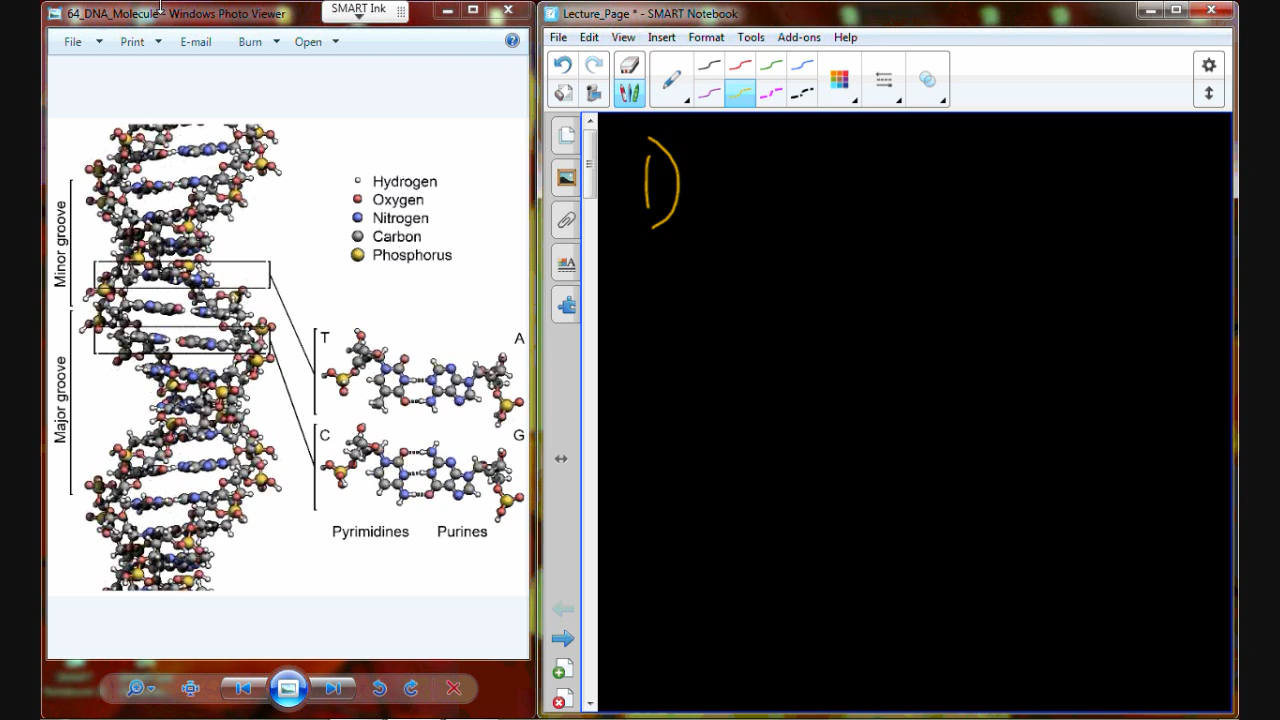 64_DNA_Molecule - Windows Photo Viewer
SMART Ink
File Print E-mail Burn Open
Minor groove
Major groove
Hydrogen
Oxygen
Nitrogen
Carbon
Phosphorus
T A
C G
Pyrimidines Purines
Lecture_Page * - SMART Notebook
File Edit View Insert Format Tools Add-ons Help
1)